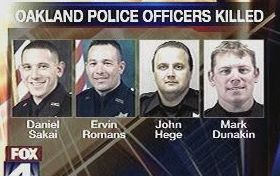 OAKLAND POLICE OFFICERS KILLED
Daniel Ervin John Mark
Sakai Romans Hege Dunakin
FOX
4